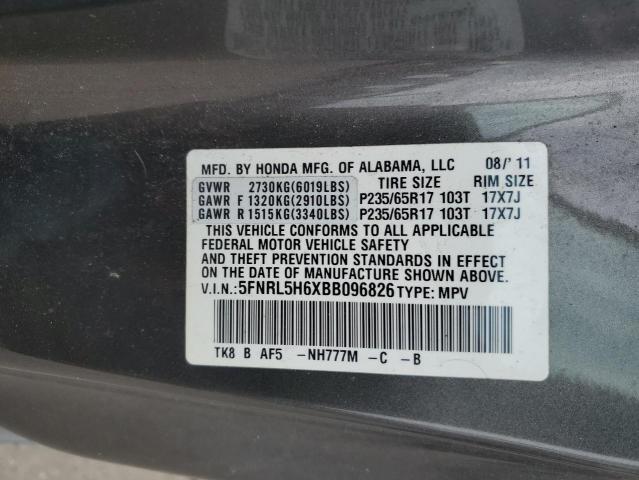 MFD. BY HONDA MFG. OF ALABAMA, LLC 08/'11
GVWR 2730KG(6019LBS) TIRE SIZE RIM SIZE
GAWR F 1320KG(2910LBS) P235/65R17 103T 17X7J
GAWR R 1515KG(3340LBS) P235/65R17 103T 17X7J
THIS VEHICLE CONFORMS TO ALL APPLICABLE
FEDERAL MOTOR VEHICLE SAFETY
AND THEFT PREVENTION STANDARDS IN EFFECT
ON THE DATE OF MANUFACTURE SHOWN ABOVE.
V.I.N.: 5FNRL5H6XBB096826 TYPE: MPV
TK8 B AF5 -NH777M -C -B